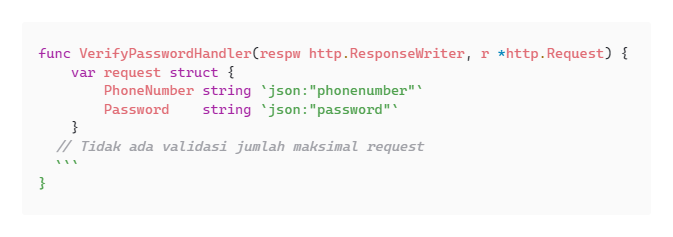 func VerifyPasswordHandler(respw http.ResponseWriter, r *http.Request) {
    var request struct {
        PhoneNumber string `json:"phonenumber"`
        Password    string `json:"password"`
    }
  // Tidak ada validasi jumlah maksimal request
  ```
}